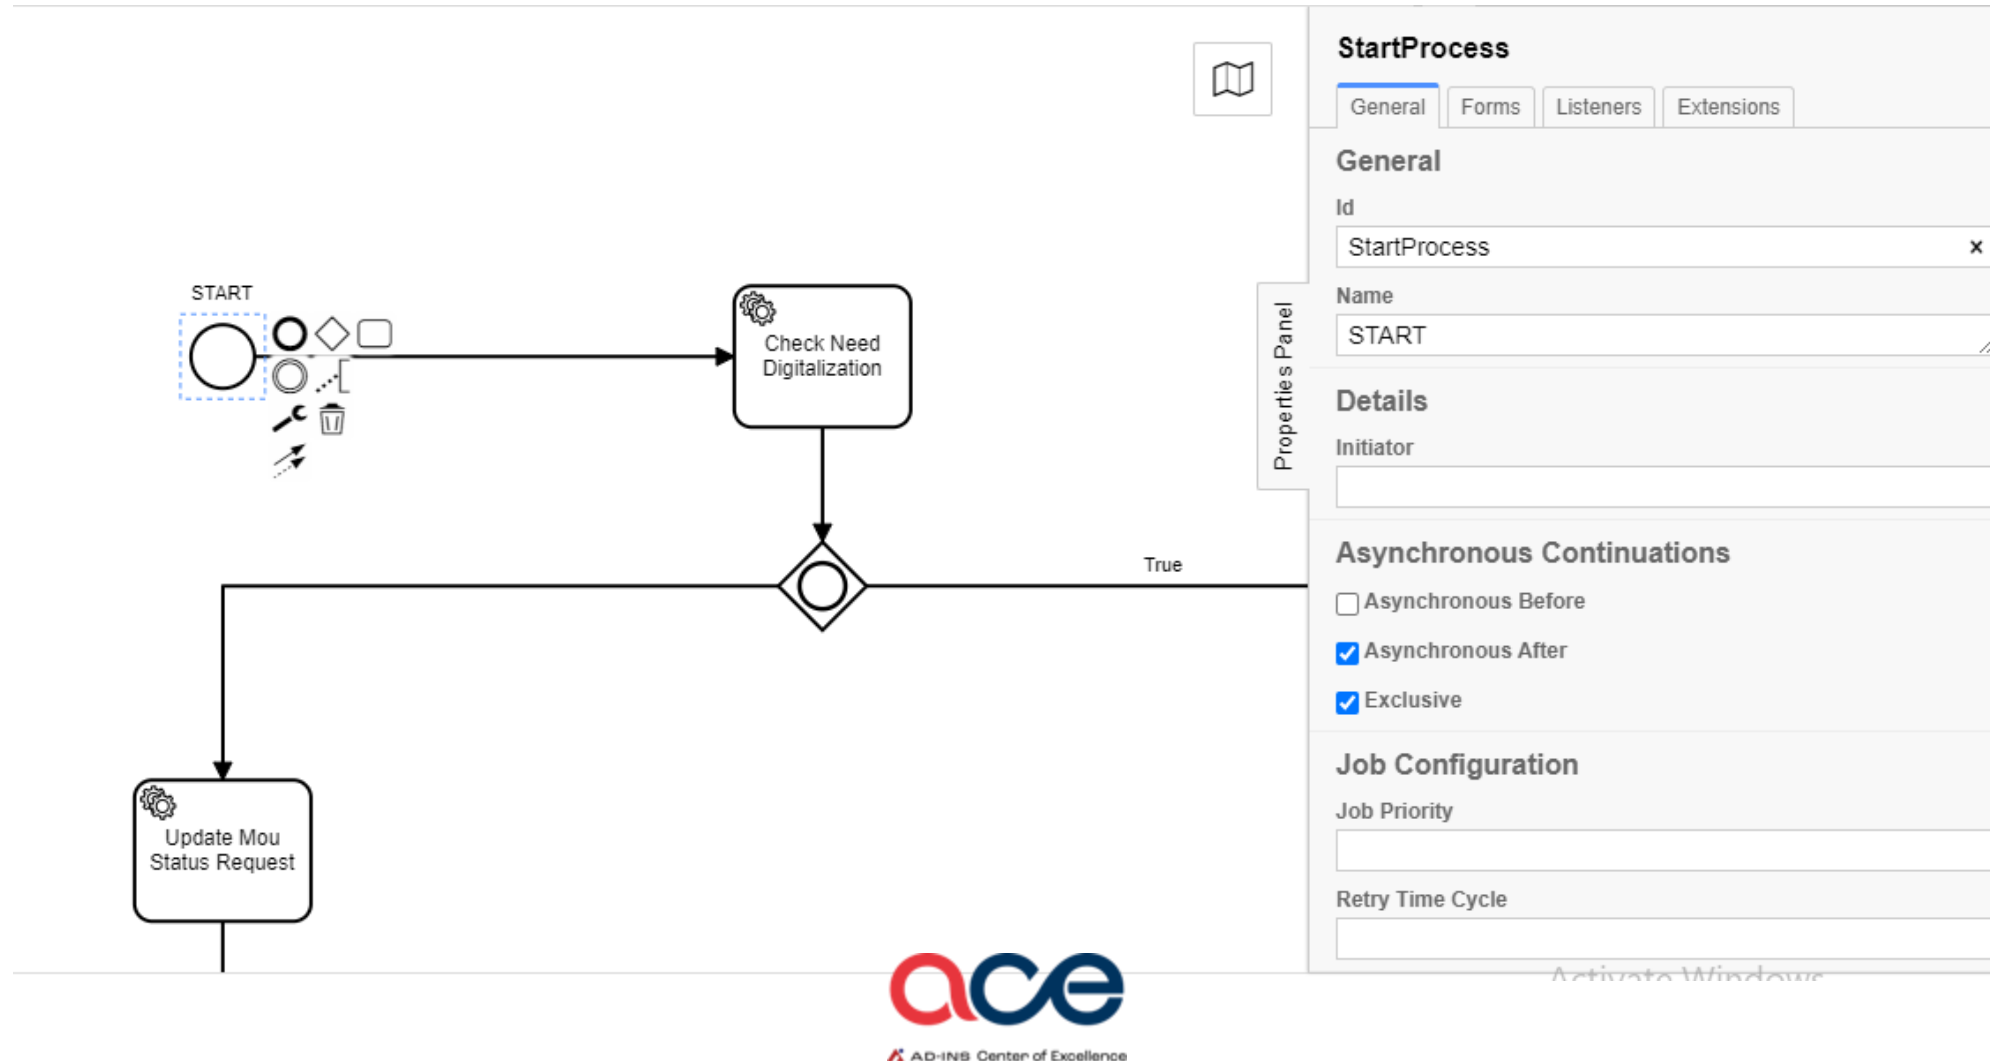 START
Check Need
Digitalization
True
Update Mou
Status Request
Properties Panel
StartProcess
General
Forms
Listeners
Extensions
General
Id
StartProcess
Name
START
Details
Initiator
Asynchronous Continuations
Asynchronous Before
Asynchronous After
Exclusive
Job Configuration
Job Priority
Retry Time Cycle
Activate Windows
ace
AD-INS Center of Excellence